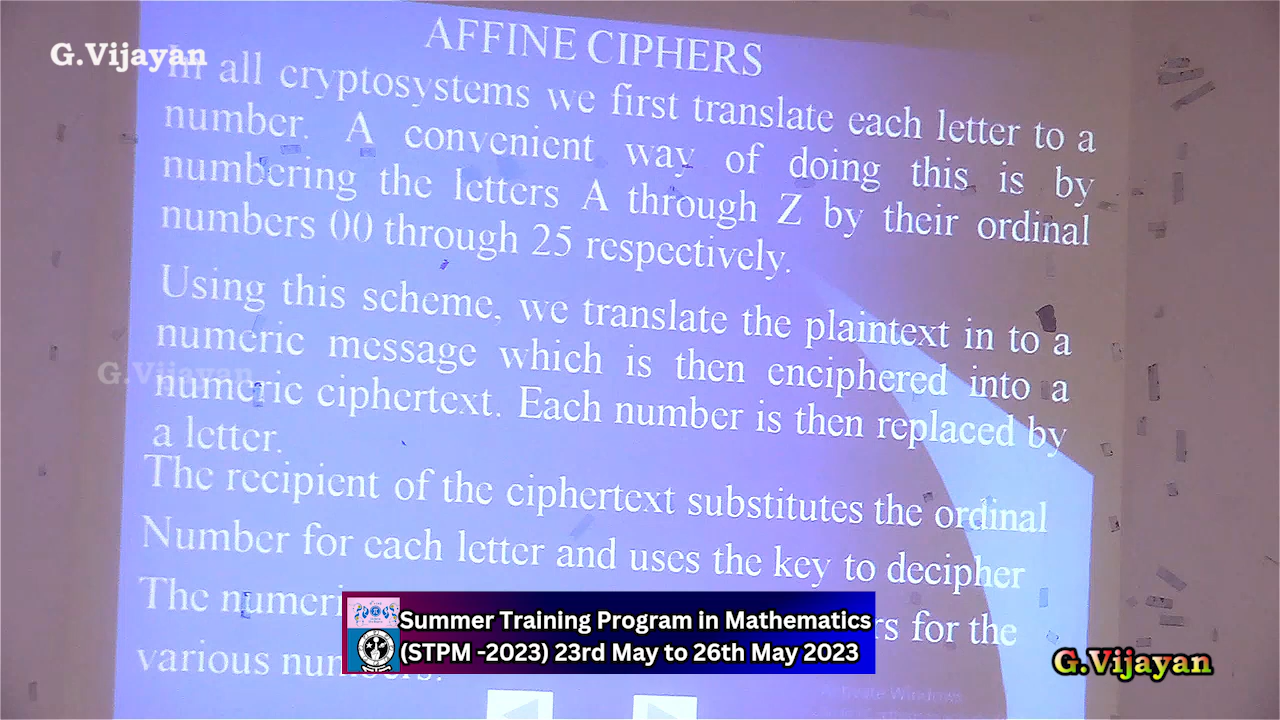 G.Vijayan
AFFINE CIPHERS
In all cryptosystems we first translate each letter to a
number. A convenient way of doing this is by
numbering the letters A through Z by their ordinal
numbers 00 through 25 respectively.
Using this scheme, we translate the plaintext in to a
numeric message which is then enciphered into a
G.Vijayan
numeric ciphertext. Each number is then replaced by
a letter.
The recipient of the ciphertext substitutes the ordinal
Number for each letter and uses the key to decipher
The numeri
rs for the
various num
Summer Training Program in Mathematics
(STPM -2023) 23rd May to 26th May 2023
G.Vijayan
Activate Windows